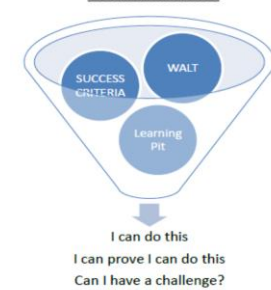 SUCCESS
CRITERIA
WALT
Learning
Pit
I can do this
I can prove I can do this
Can I have a challenge?